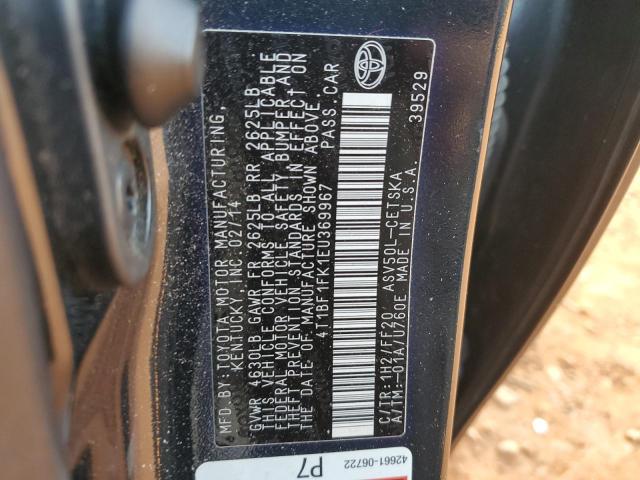 MFD.BY:TOYOTA MOTOR MANUFACTURING,
KENTUCKY,INC. 02/14
GVWR 4630LB GAWR FR 2625LB RR 2625LB
THIS VEHICLE CONFORMS TO ALL APPLICABLE
FEDERAL MOTOR VEHICLE SAFETY, BUMPER, AND
THEFT PREVENTION STANDARDS IN EFFECT ON
THE DATE OF MANUFACTURE SHOWN ABOVE.
4T1BF1FK1EU369967 PASS.CAR
C/TR:1H2/FF20 ASV50L-CETSKA
A/TM:-01A/U760E MADE IN U.S.A.
39529
42661-06722
P7